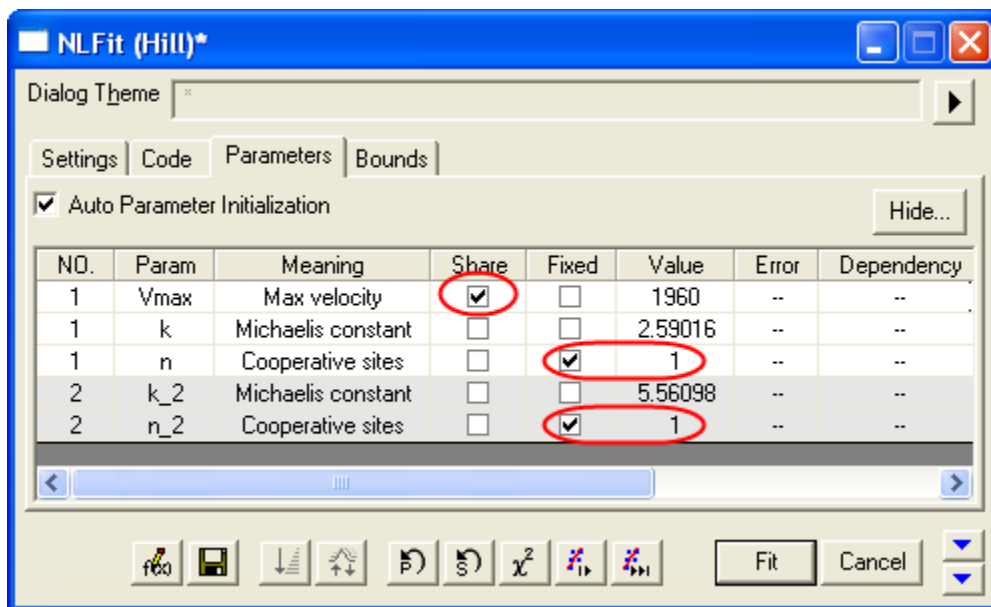 NLFit (Hill)*
Dialog Theme *
Settings Code Parameters Bounds
Auto Parameter Initialization Hide...
NO. Param Meaning Share Fixed Value Error Dependency
1 Vmax Max velocity 1960 -- --
1 k Michaelis constant 2.59016 -- --
1 n Cooperative sites 1 -- --
2 k_2 Michaelis constant 5.56098 -- --
2 n_2 Cooperative sites 1 -- --
f(x) P S χ² Fit Cancel